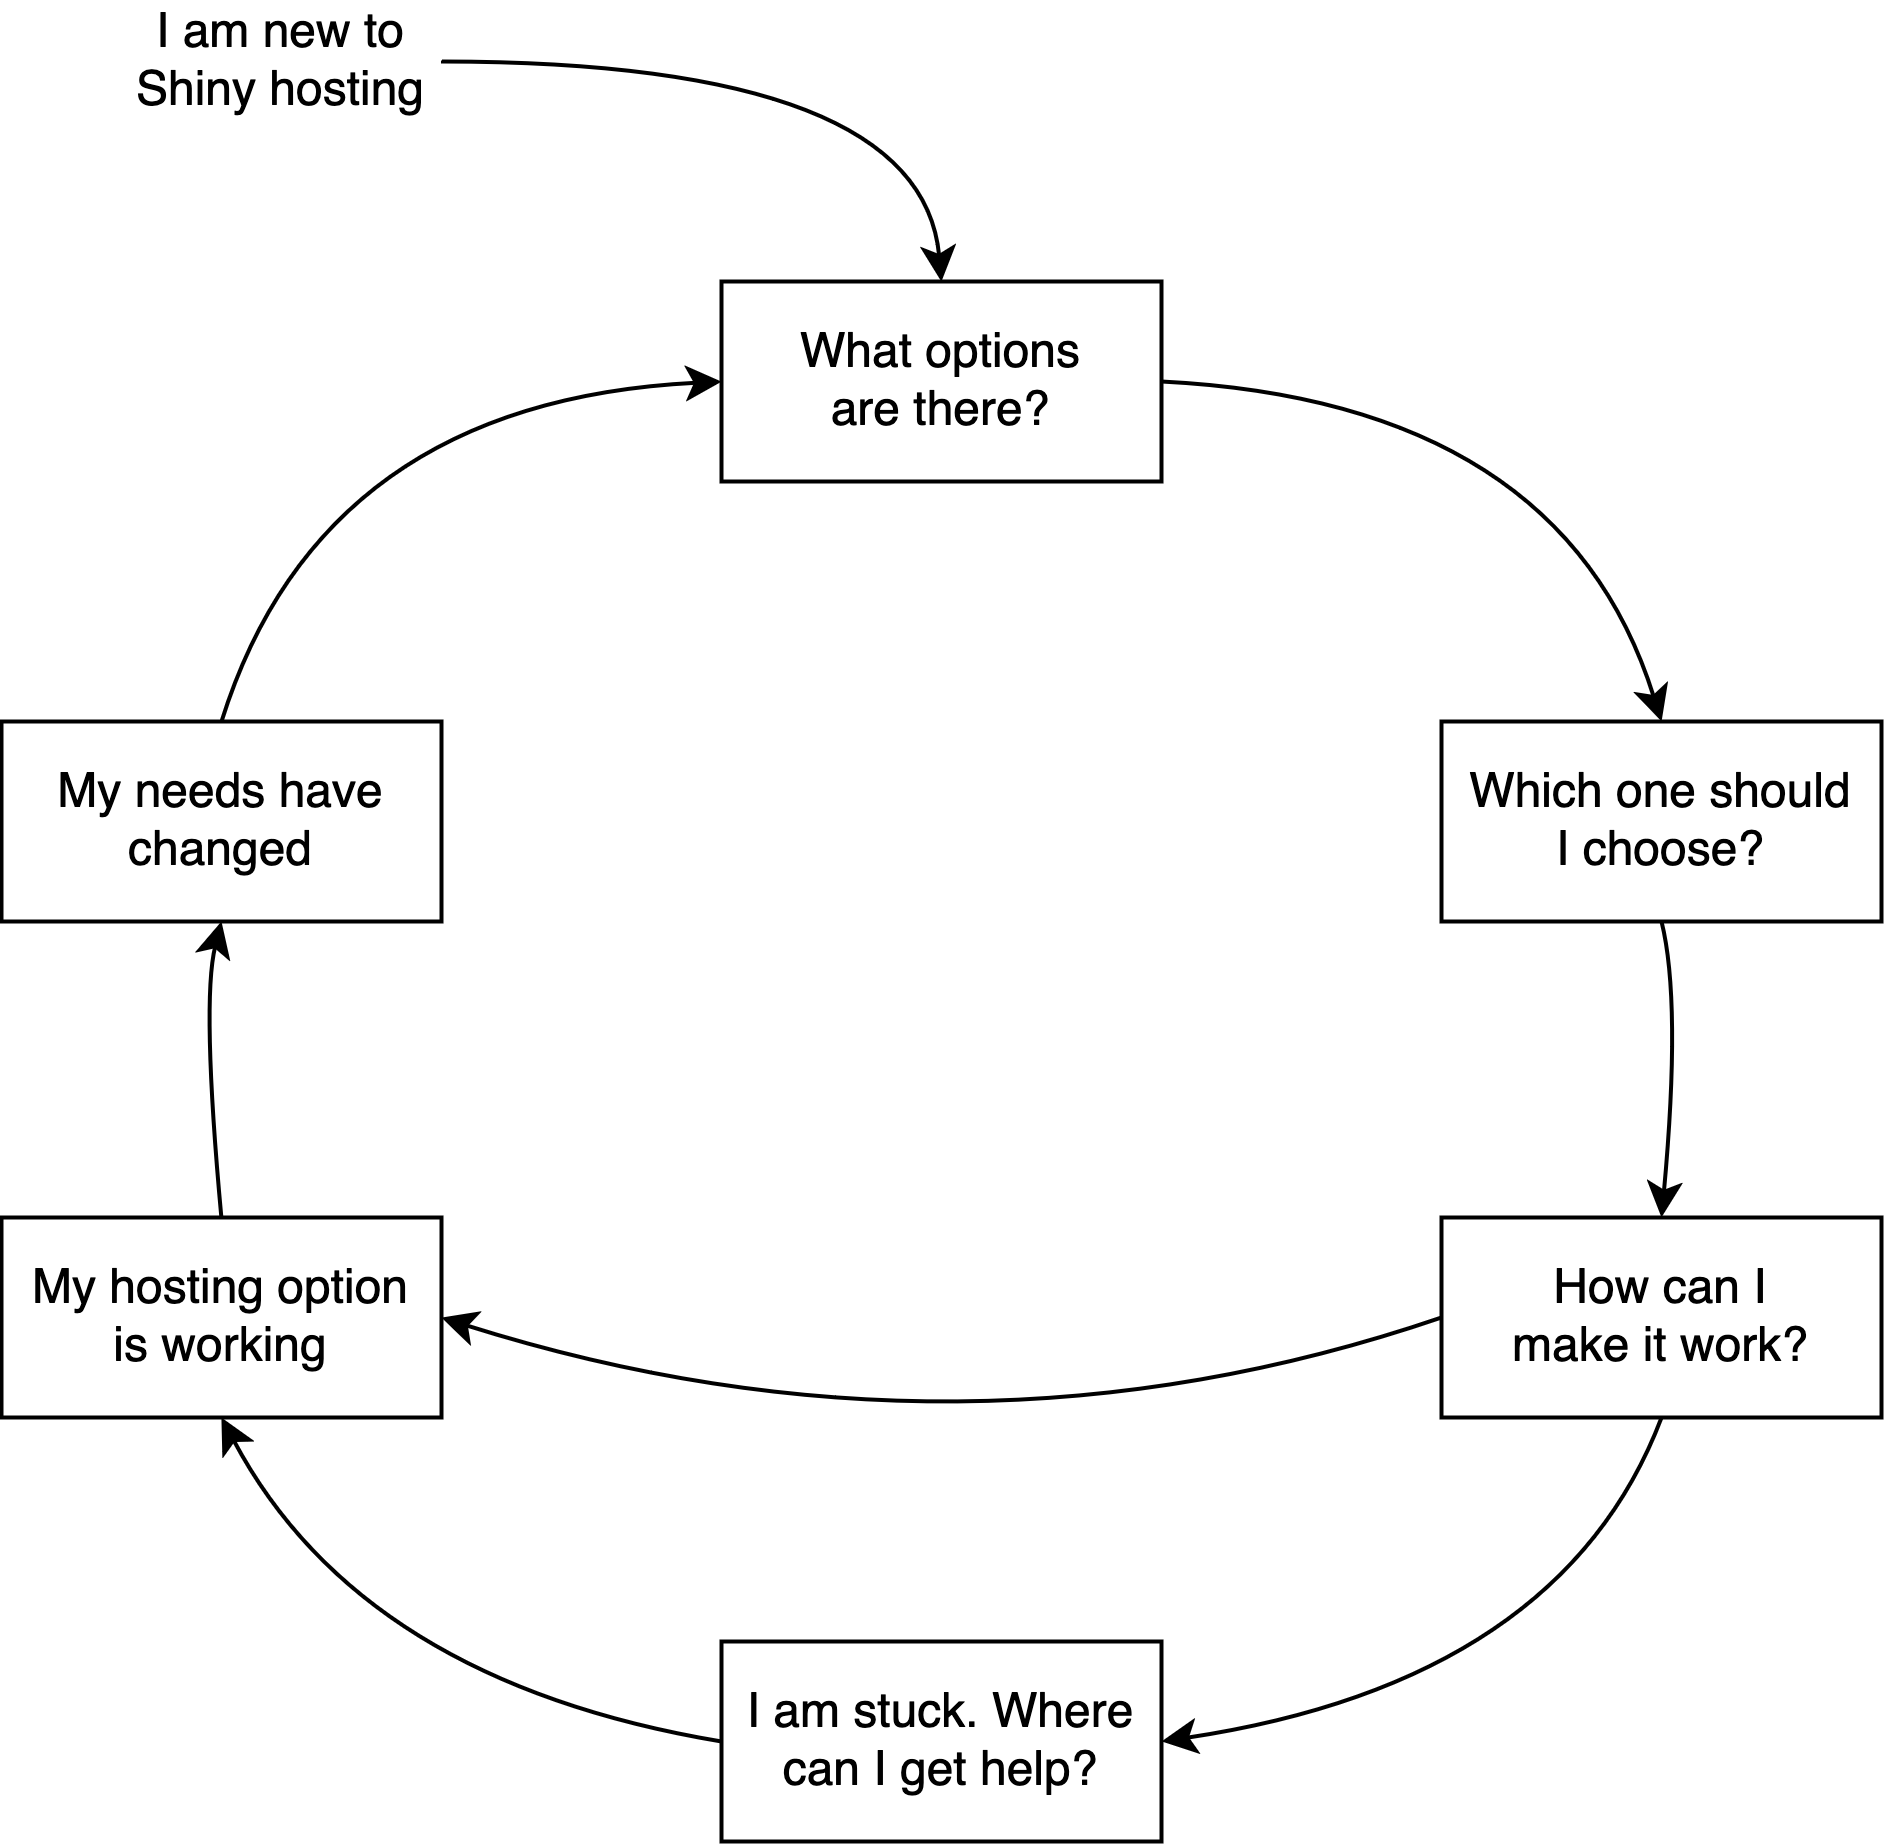 I am new to
Shiny hosting
What options
are there?
My needs have
changed
Which one should
I choose?
My hosting option
is working
How can I
make it work?
I am stuck. Where
can I get help?